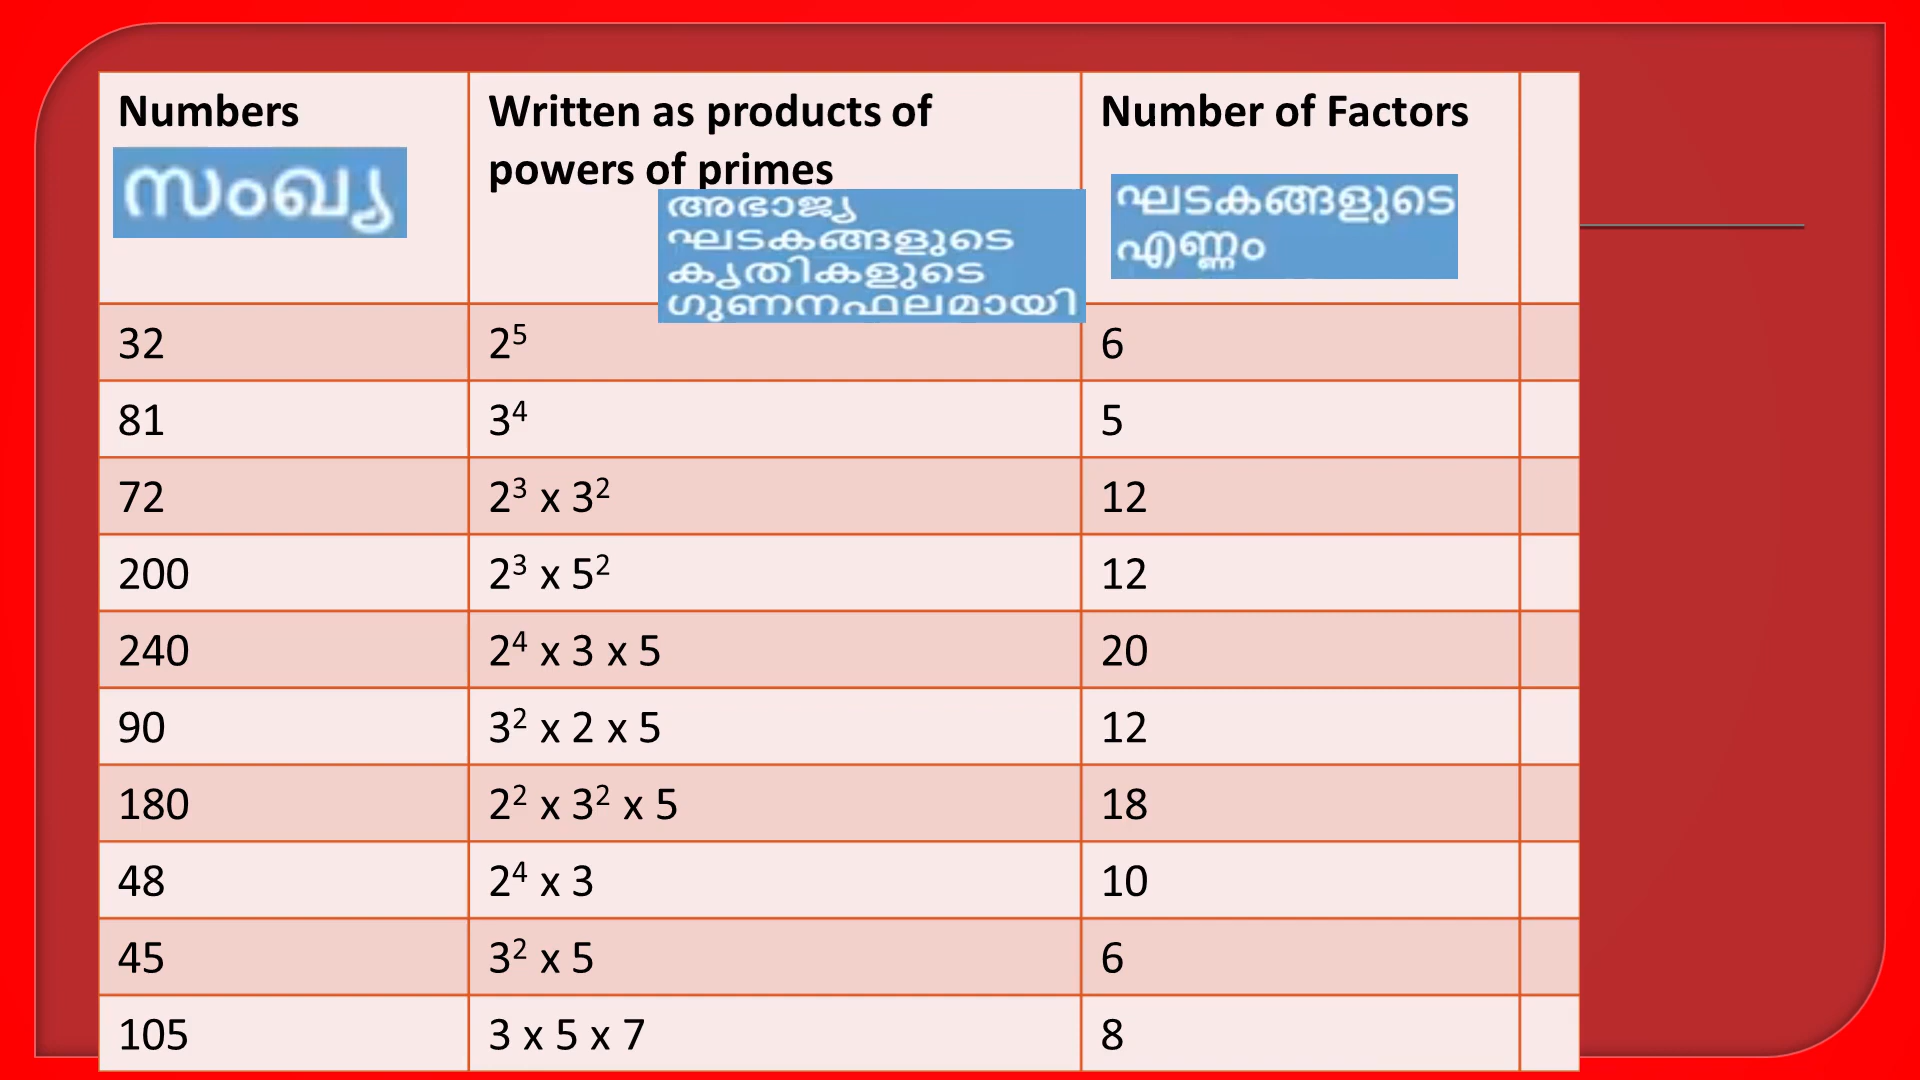 Numbers
സംഖ്യ
Written as products of
powers of primes
അഭാജ്യ
ഘടകങ്ങളുടെ
കൃതികളുടെ
ഗുണനഫലമായി
Number of Factors
ഘടകങ്ങളുടെ
എണ്ണം
32 2⁵ 6
81 3⁴ 5
72 2³ x 3² 12
200 2³ x 5² 12
240 2⁴ x 3 x 5 20
90 3² x 2 x 5 12
180 2² x 3² x 5 18
48 2⁴ x 3 10
45 3² x 5 6
105 3 x 5 x 7 8